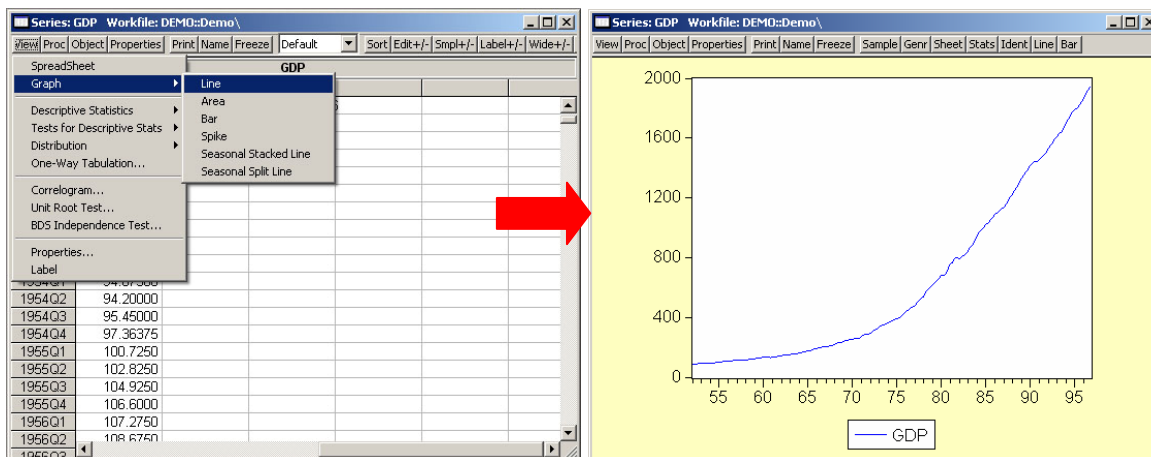 Series: GDP Workfile: DEMO::Demo\
View Proc Object Properties Print Name Freeze Default Sort Edit+/- Smpl+/- Label+/- Wide+/-
GDP
SpreadSheet
Graph
Descriptive Statistics
Tests for Descriptive Stats
Distribution
One-Way Tabulation...
Correlogram...
Unit Root Test...
BDS Independence Test...
Properties...
Label
Line
Area
Bar
Spike
Seasonal Stacked Line
Seasonal Split Line
1954Q2 94.20000
1954Q3 95.45000
1954Q4 97.36375
1955Q1 100.7250
1955Q2 102.8250
1955Q3 104.9250
1955Q4 106.6000
1956Q1 107.2750
1956Q2 108.6750
1956Q3
Series: GDP Workfile: DEMO::Demo\
View Proc Object Properties Print Name Freeze Sample Genr Sheet Stats Ident Line Bar
2000
1600
1200
800
400
0
55 60 65 70 75 80 85 90 95
GDP